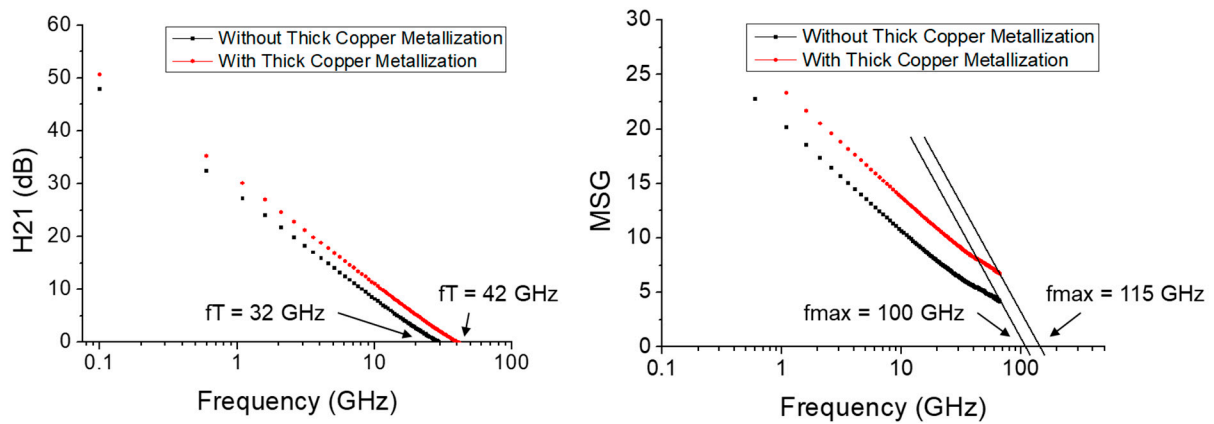 Without Thick Copper Metallization
With Thick Copper Metallization
H21 (dB)
60
50
40
30
20
10
0
fT = 32 GHz
fT = 42 GHz
0.1
1
10
100
Frequency (GHz)
Without Thick Copper Metallization
With Thick Copper Metallization
MSG
30
25
20
15
10
5
0
fmax = 100 GHz
fmax = 115 GHz
0.1
1
10
100
Frequency (GHz)